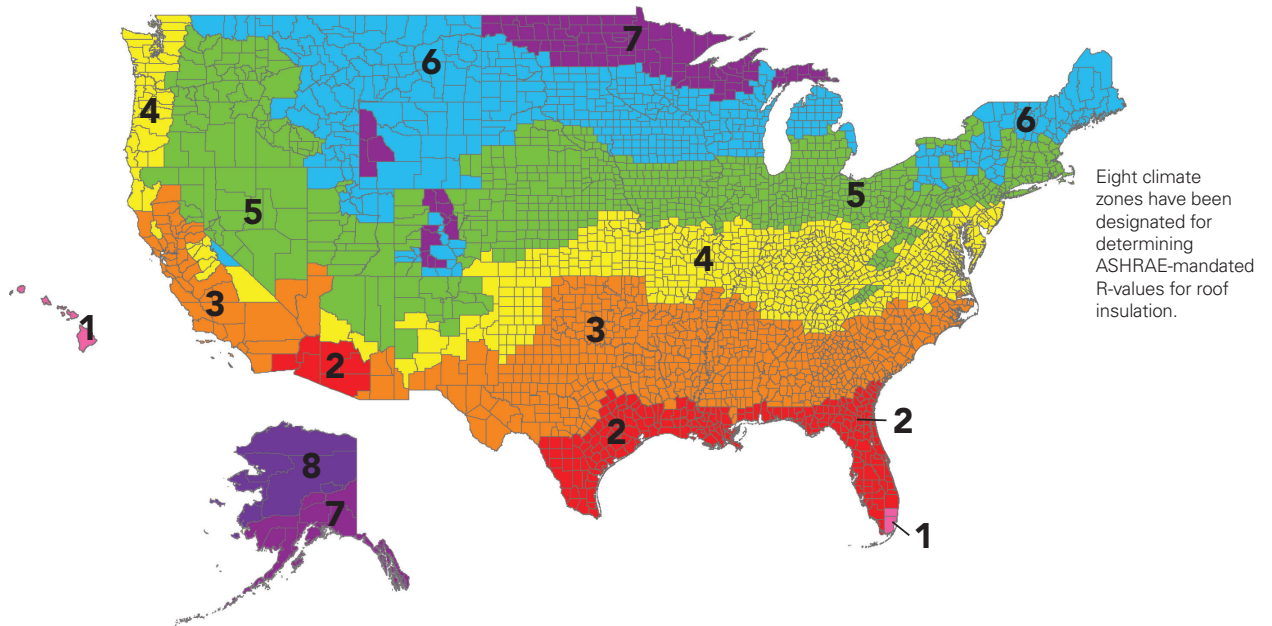 7
6
4
6
Eight climate
zones have been
designated for
determining
ASHRAE-mandated
R-values for roof
insulation.
5
5
4
3
1
3
2
2
2
8
7
1